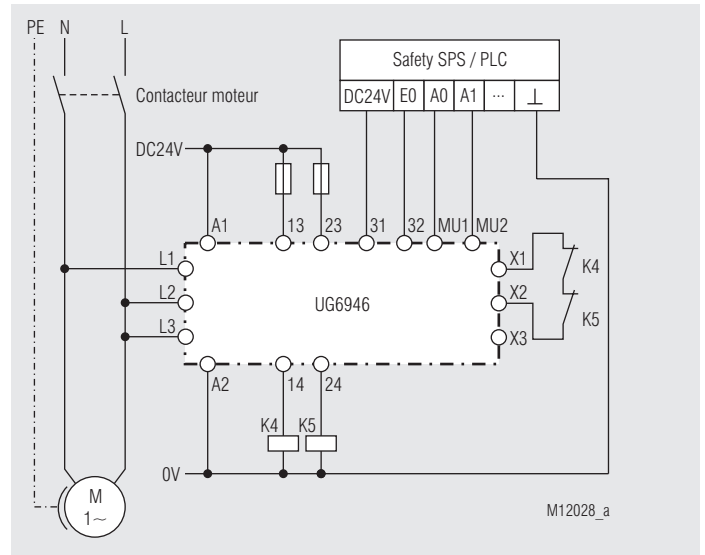 PE N L
Safety SPS / PLC
Contacteur moteur
DC24V E0 A0 A1 ... ⊥
DC24V
A1 13 23 31 32 MU1 MU2
L1 X1
K4
L2 UG6946 X2
K5
L3 X3
A2 14 24
K4 K5
0V
M
1~
M12028_a